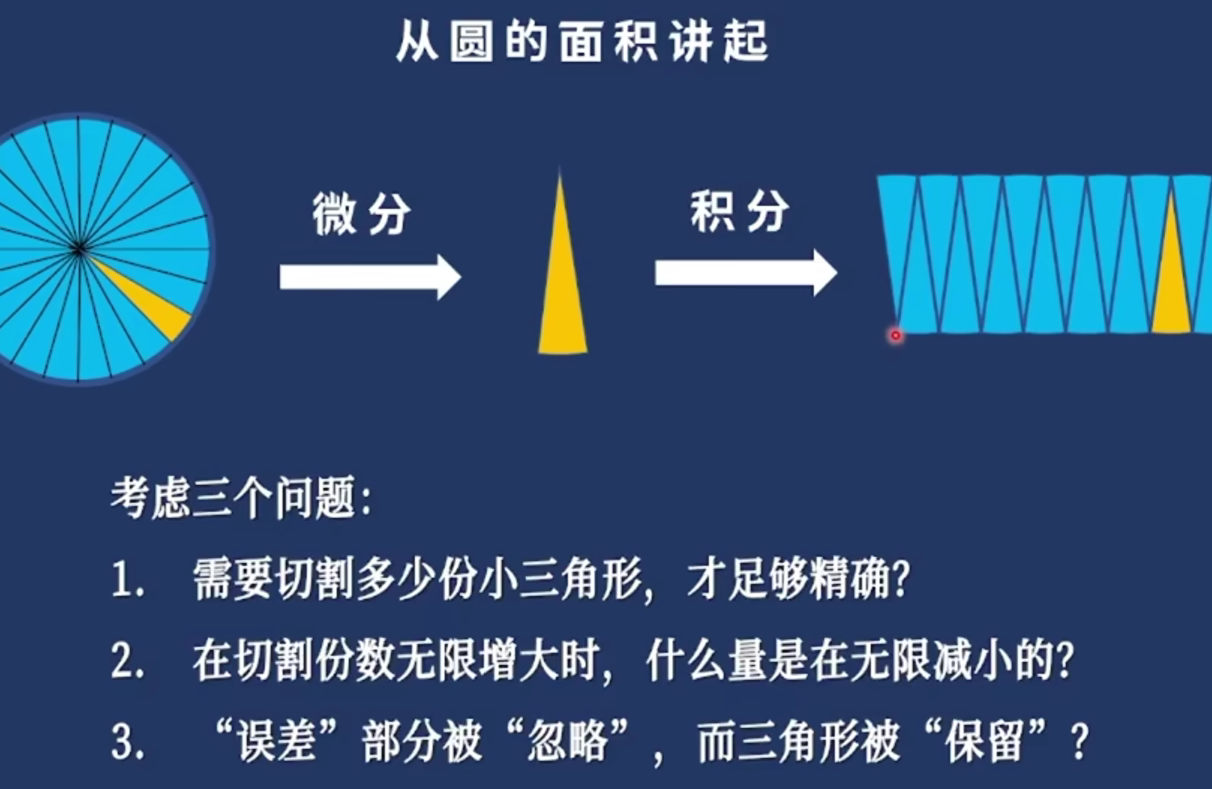 从圆的面积讲起
微分
积分
考虑三个问题：
1. 需要切割多少份小三角形，才足够精确？
2. 在切割份数无限增大时，什么量是在无限减小的？
3. “误差”部分被“忽略”，而三角形被“保留”？